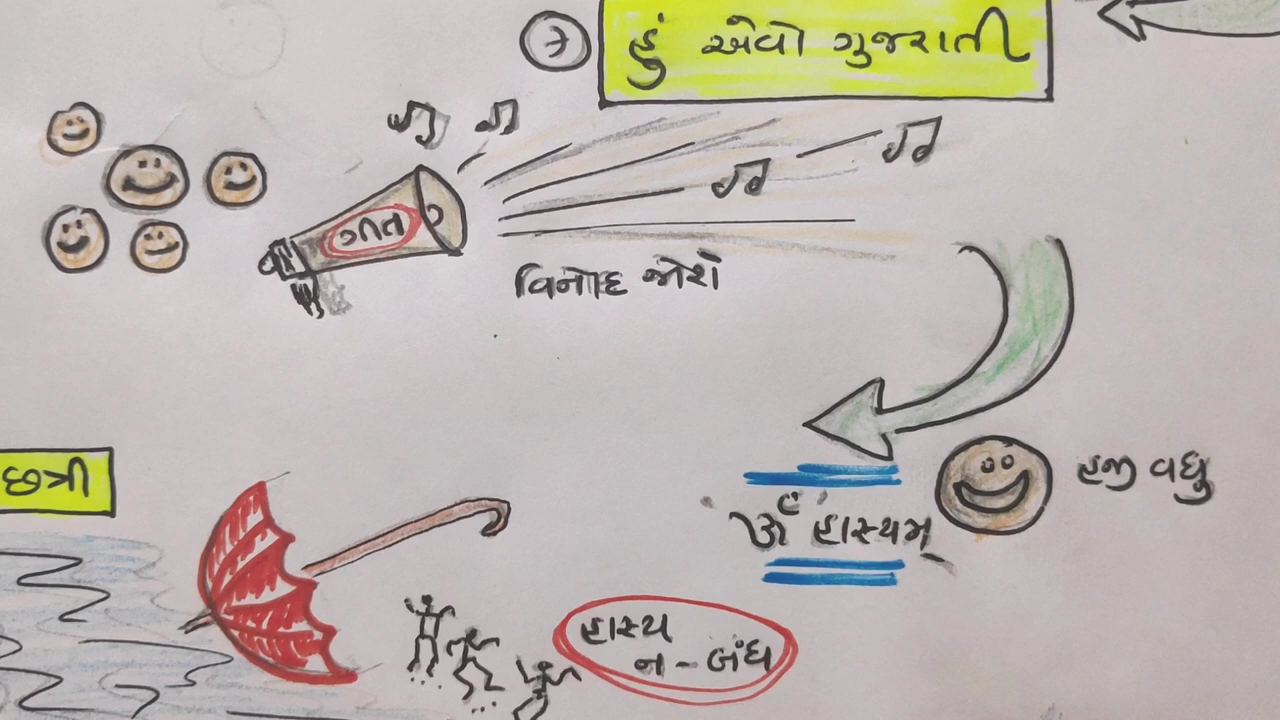 ૭
હું એવો ગુજરાતી
ગીત
વિનોદ જોશી
હજી વધુ
ૐ હાસ્યમ્
છત્રી
હાસ્ય
ન - બંધ